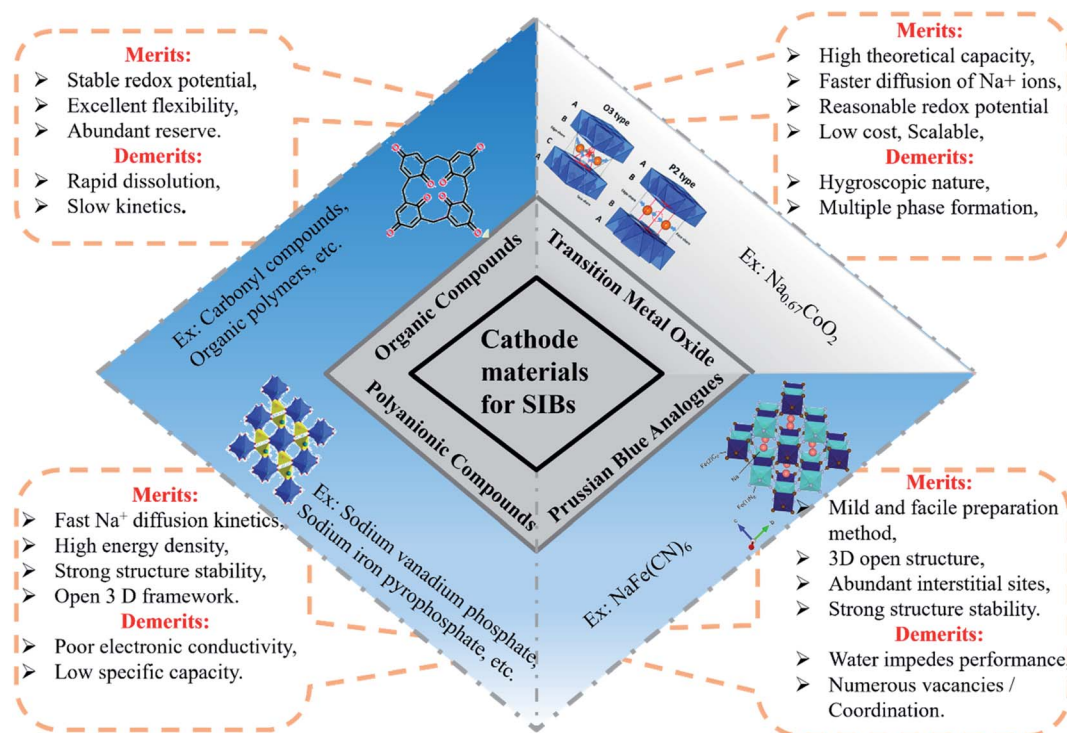 Merits:
➤ Stable redox potential,
➤ Excellent flexibility,
➤ Abundant reserve.
Demerits:
➤ Rapid dissolution,
➤ Slow kinetics.
Merits:
➤ High theoretical capacity,
➤ Faster diffusion of Na+ ions,
➤ Reasonable redox potential
➤ Low cost, Scalable,
Demerits:
➤ Hygroscopic nature,
➤ Multiple phase formation,
O3 type
A
B
C
A
P2 type
A
B
B
A
Ex: Carbonyl compounds,
Organic polymers, etc.
Ex: Na0.67CoO2
Organic Compounds
Transition Metal Oxide
Cathode
materials
for SIBs
Polyanionic Compounds
Prussian Blue Analogues
Ex: Sodium vanadium phosphate,
Sodium iron pyrophosphate, etc.
Ex: NaFe(CN)6
Na
Merits:
➤ Fast Na+ diffusion kinetics,
➤ High energy density,
➤ Strong structure stability,
➤ Open 3 D framework.
Demerits:
➤ Poor electronic conductivity,
➤ Low specific capacity.
Merits:
➤ Mild and facile preparation
method,
➤ 3D open structure,
➤ Abundant interstitial sites,
➤ Strong structure stability.
Demerits:
➤ Water impedes performance,
➤ Numerous vacancies /
Coordination.